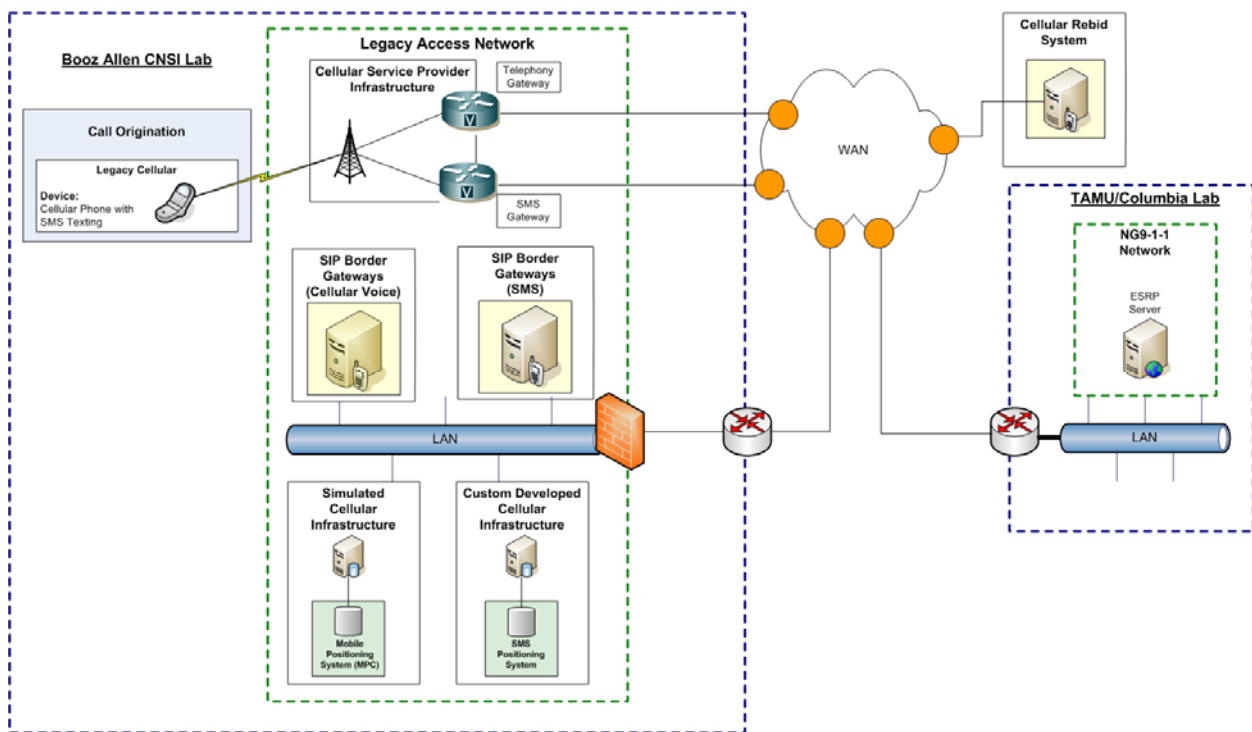 Booz Allen CNSI Lab
Call Origination
Legacy Cellular
Device:
Cellular Phone with
SMS Texting
Legacy Access Network
Cellular Service Provider
Infrastructure
Telephony
Gateway
V
V
SMS
Gateway
SIP Border
Gateways
(Cellular Voice)
SIP Border
Gateways
(SMS)
LAN
Simulated
Cellular
Infrastructure
Mobile
Positioning
System (MPC)
Custom Developed
Cellular
Infrastructure
SMS
Positioning
System
WAN
Cellular Rebid
System
TAMU/Columbia Lab
NG9-1-1
Network
ESRP
Server
LAN